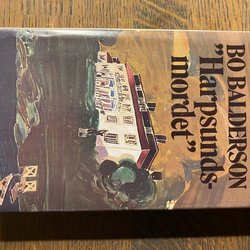 BO BALDERSON
"Harpsunds-
mordet"